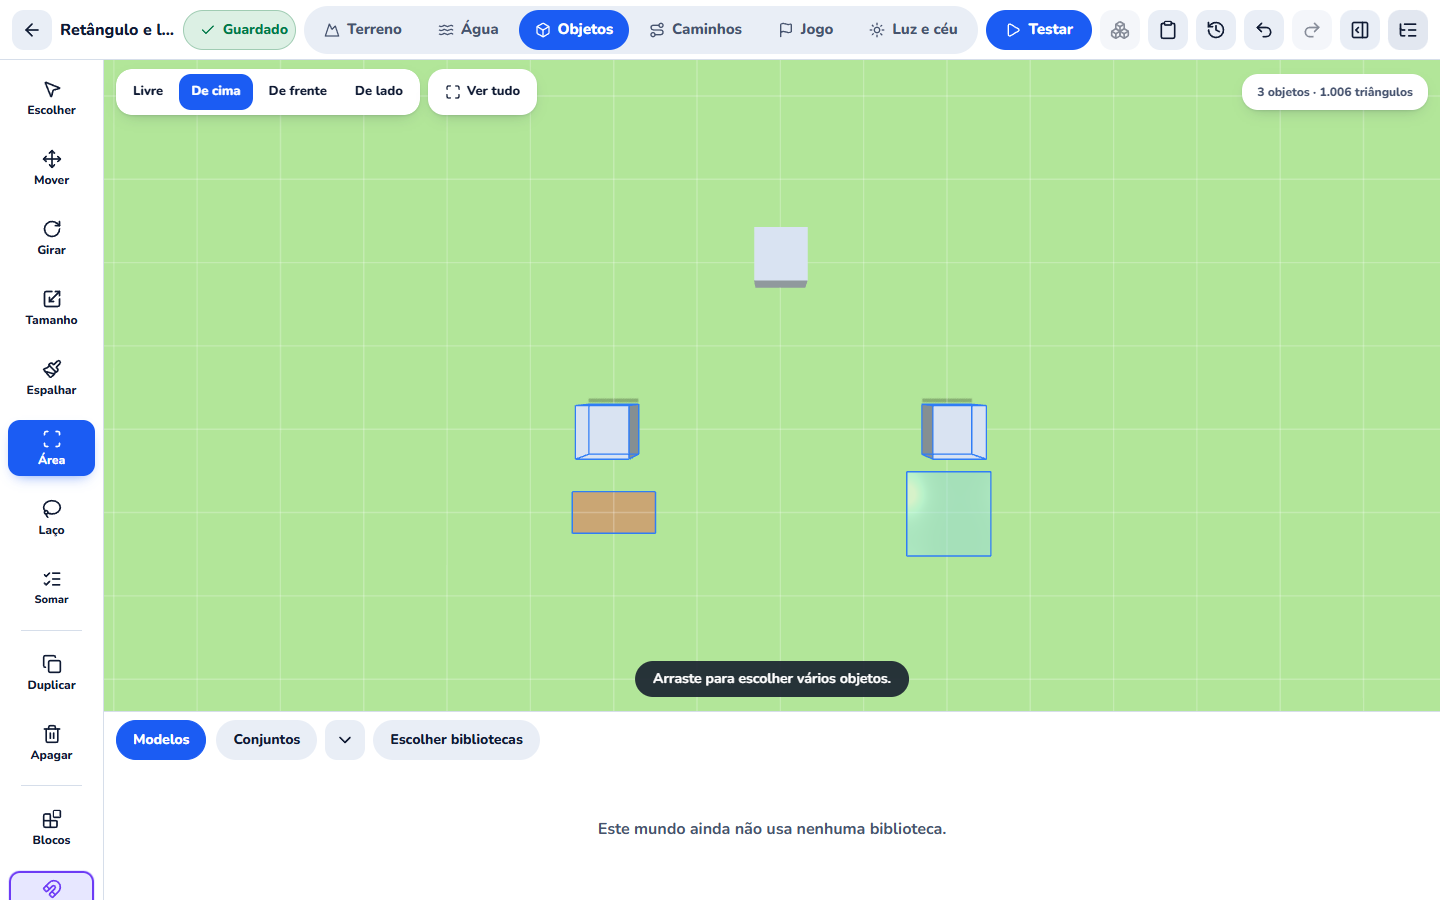 Retângulo e l...
Guardado
Terreno
Água
Objetos
Caminhos
Jogo
Luz e céu
Testar
Escolher
Mover
Girar
Tamanho
Espalhar
Área
Laço
Somar
Duplicar
Apagar
Blocos
Livre
De cima
De frente
De lado
Ver tudo
3 objetos · 1.006 triângulos
Arraste para escolher vários objetos.
Modelos
Conjuntos
Escolher bibliotecas
Este mundo ainda não usa nenhuma biblioteca.